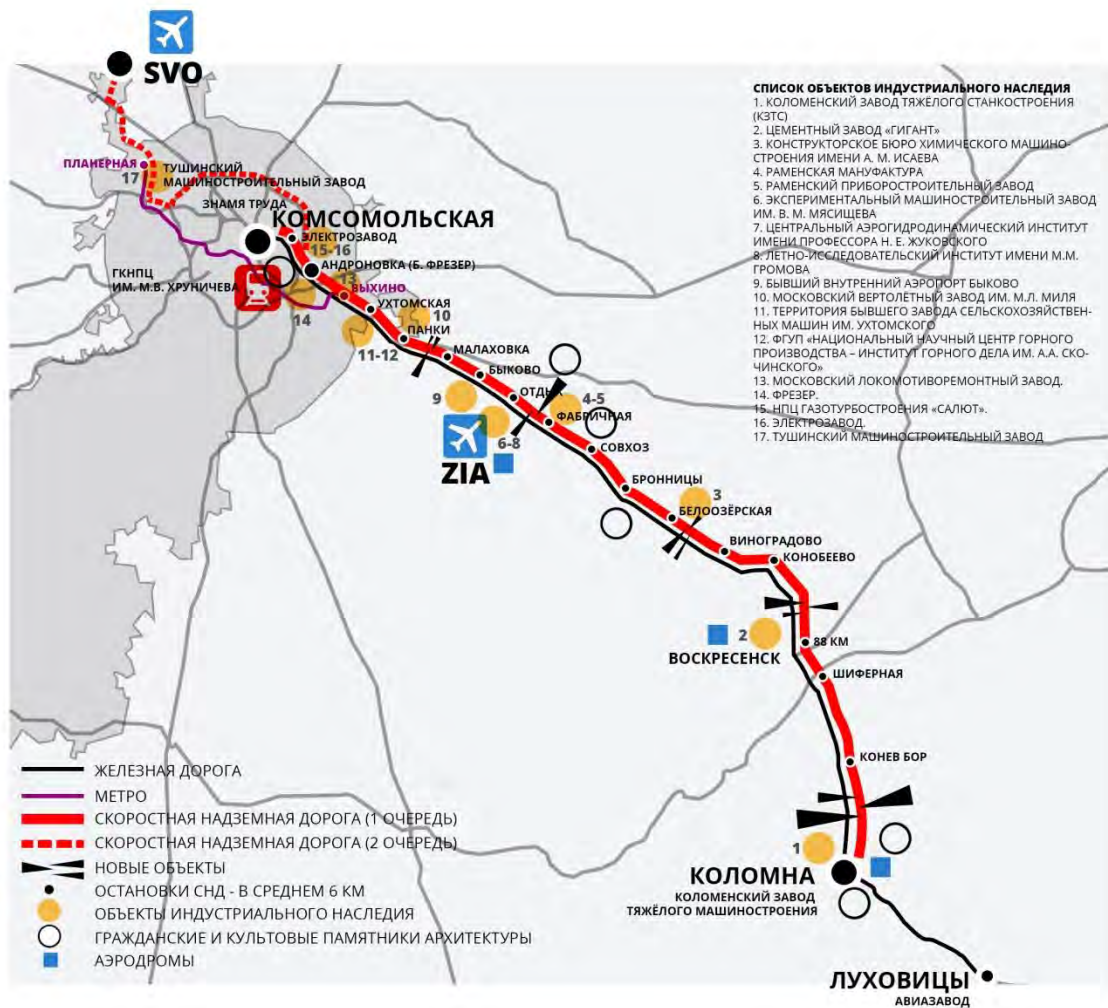 SVO
СПИСОК ОБЪЕКТОВ ИНДУСТРИАЛЬНОГО НАСЛЕДИЯ
1. КОЛОМЕНСКИЙ ЗАВОД ТЯЖЁЛОГО СТАНКОСТРОЕНИЯ
(КЗТС)
2. ЦЕМЕНТНЫЙ ЗАВОД «ГИГАНТ»
3. КОНСТРУКТОРСКОЕ БЮРО ХИМИЧЕСКОГО МАШИНО-
СТРОЕНИЯ ИМЕНИ А. М. ИСАЕВА
4. РАМЕНСКАЯ МАНУФАКТУРА
5. РАМЕНСКИЙ ПРИБОРОСТРОИТЕЛЬНЫЙ ЗАВОД
6. ЭКСПЕРИМЕНТАЛЬНЫЙ МАШИНОСТРОИТЕЛЬНЫЙ ЗАВОД
ИМ. В. М. МЯСИЩЕВА
7. ЦЕНТРАЛЬНЫЙ АЭРОГИДРОДИНАМИЧЕСКИЙ ИНСТИТУТ
ИМЕНИ ПРОФЕССОРА Н. Е. ЖУКОВСКОГО
8. ЛЕТНО-ИССЛЕДОВАТЕЛЬСКИЙ ИНСТИТУТ ИМЕНИ М.М.
ГРОМОВА
9. БЫВШИЙ ВНУТРЕННИЙ АЭРОПОРТ БЫКОВО
10. МОСКОВСКИЙ ВЕРТОЛЁТНЫЙ ЗАВОД ИМ. М.Л. МИЛЯ
11. ТЕРРИТОРИЯ БЫВШЕГО ЗАВОДА СЕЛЬСКОХОЗЯЙСТВЕН-
НЫХ МАШИН ИМ. УХТОМСКОГО
12. ФГУП «НАЦИОНАЛЬНЫЙ НАУЧНЫЙ ЦЕНТР ГОРНОГО
ПРОИЗВОДСТВА – ИНСТИТУТ ГОРНОГО ДЕЛА ИМ. А.А. СКО-
ЧИНСКОГО»
13. МОСКОВСКИЙ ЛОКОМОТИВОРЕМОНТНЫЙ ЗАВОД.
14. ФРЕЗЕР.
15. НПЦ ГАЗОТУРБОСТРОЕНИЯ «САЛЮТ».
16. ЭЛЕКТРОЗАВОД.
17. ТУШИНСКИЙ МАШИНОСТРОИТЕЛЬНЫЙ ЗАВОД
ПЛАНЕРНАЯ
17
ТУШИНСКИЙ
МАШИНОСТРОИТЕЛЬНЫЙ ЗАВОД
ЗНАМЯ ТРУДА
КОМСОМОЛЬСКАЯ
ЭЛЕКТРОЗАВОД
15-16
АНДРОНОВКА (Б. ФРЕЗЕР)
ГКНПЦ
ИМ. М.В. ХРУНИЧЕВА
13
ВЫХИНО
14
УХТОМСКАЯ
10
ПАНКИ
11-12
МАЛАХОВКА
БЫКОВО
ОТДЫХ
9
4-5
ФАБРИЧНАЯ
6-8
ZIA
СОВХОЗ
БРОННИЦЫ
3
БЕЛООЗЁРСКАЯ
ВИНОГРАДОВО
КОНОБЕЕВО
2
88 КМ
ВОСКРЕСЕНСК
ШИФЕРНАЯ
КОНЕВ БОР
1
КОЛОМНА
КОЛОМЕНСКИЙ ЗАВОД
ТЯЖЁЛОГО МАШИНОСТРОЕНИЯ
ЛУХОВИЦЫ
АВИАЗАВОД
ЖЕЛЕЗНАЯ ДОРОГА
МЕТРО
СКОРОСТНАЯ НАДЗЕМНАЯ ДОРОГА (1 ОЧЕРЕДЬ)
СКОРОСТНАЯ НАДЗЕМНАЯ ДОРОГА (2 ОЧЕРЕДЬ)
НОВЫЕ ОБЪЕКТЫ
ОСТАНОВКИ СНД - В СРЕДНЕМ 6 КМ
ОБЪЕКТЫ ИНДУСТРИАЛЬНОГО НАСЛЕДИЯ
ГРАЖДАНСКИЕ И КУЛЬТОВЫЕ ПАМЯТНИКИ АРХИТЕКТУРЫ
АЭРОДРОМЫ